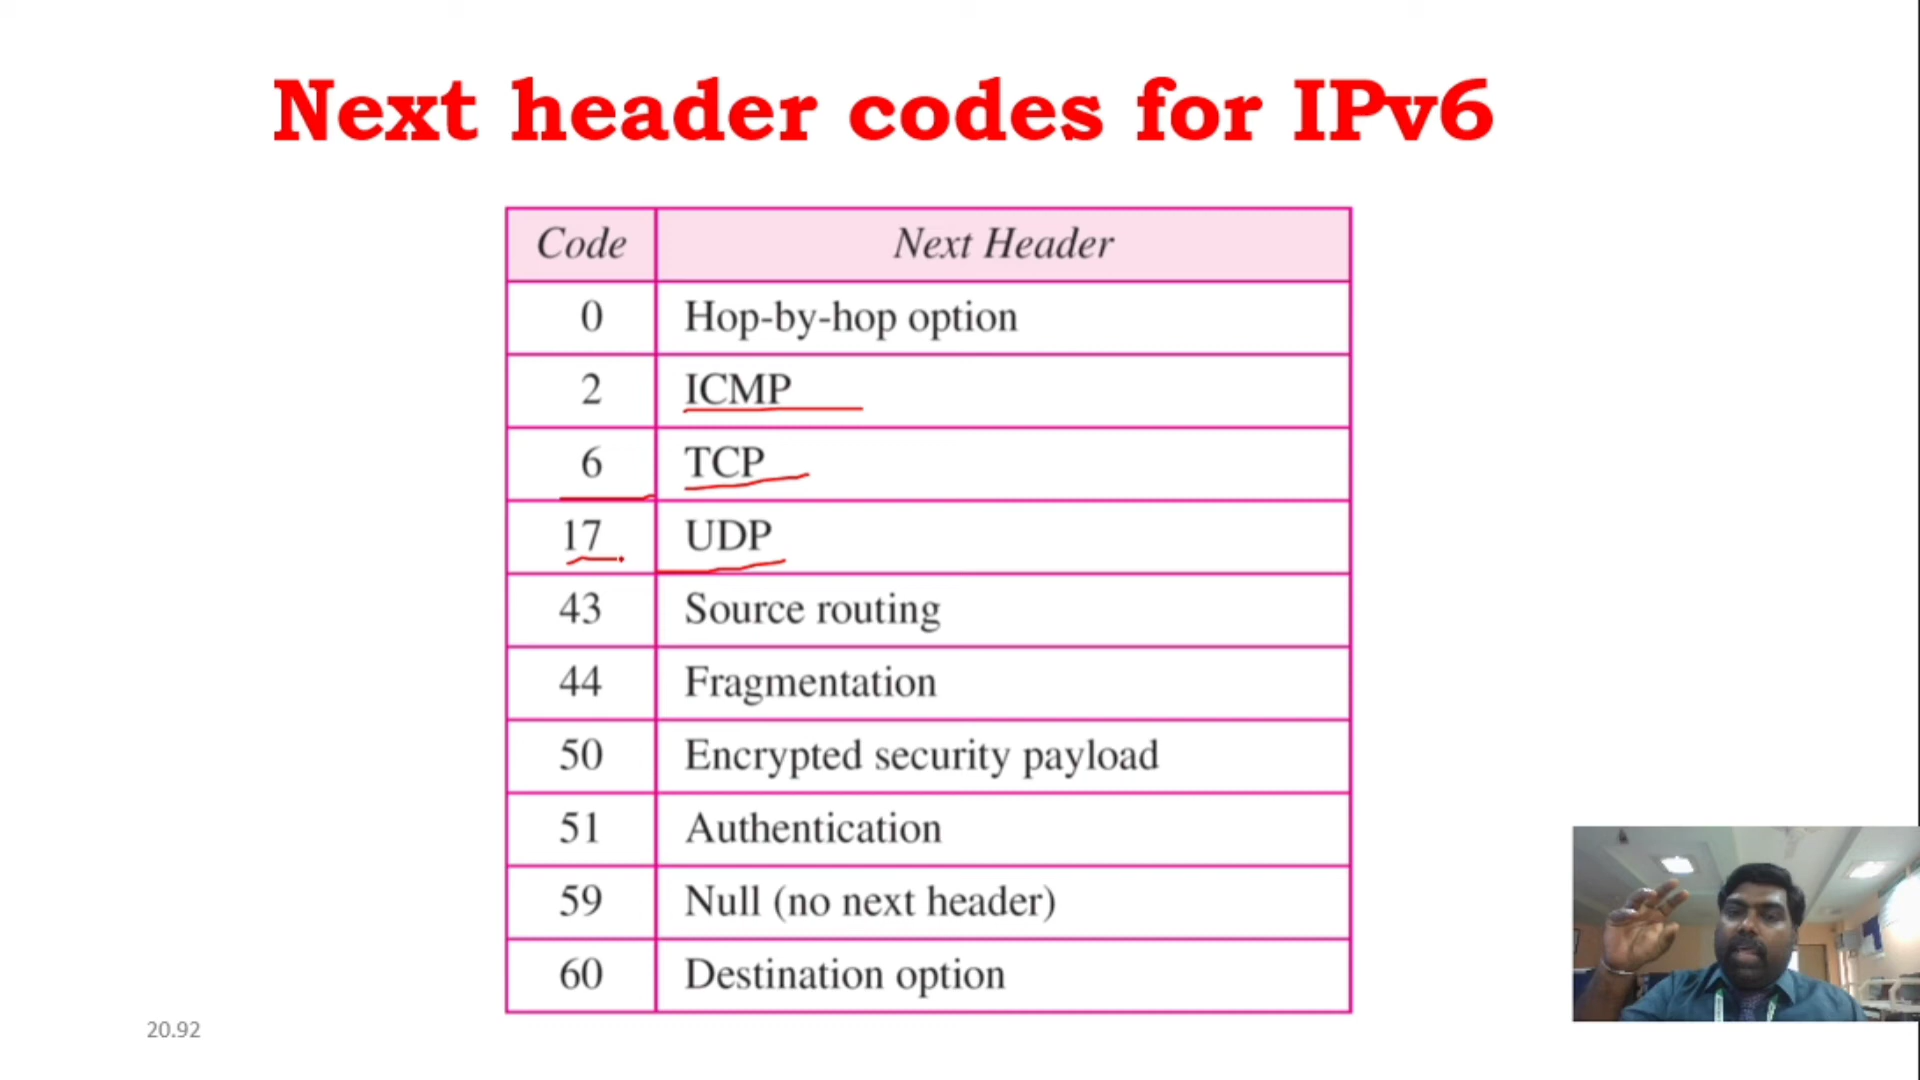 Next header codes for IPv6
Code Next Header
0 Hop-by-hop option
2 ICMP
6 TCP
17 UDP
43 Source routing
44 Fragmentation
50 Encrypted security payload
51 Authentication
59 Null (no next header)
60 Destination option
20.92